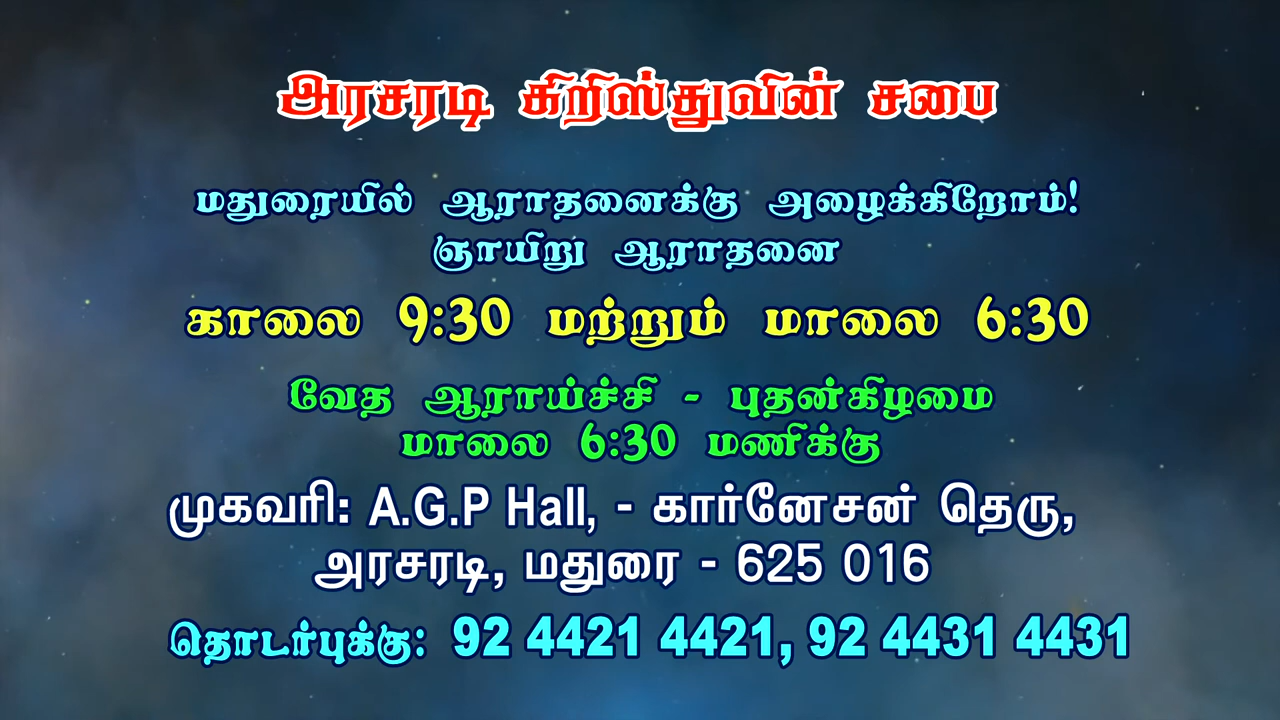 அரசரடி கிறிஸ்துவின் சபை
மதுரையில் ஆராதனைக்கு அழைக்கிறோம்!
ஞாயிறு ஆராதனை
காலை 9:30 மற்றும் மாலை 6:30
வேத ஆராய்ச்சி - புதன்கிழமை
மாலை 6:30 மணிக்கு
முகவரி: A.G.P Hall, - கார்னேசன் தெரு,
அரசரடி, மதுரை - 625 016
தொடர்புக்கு: 92 4421 4421, 92 4431 4431